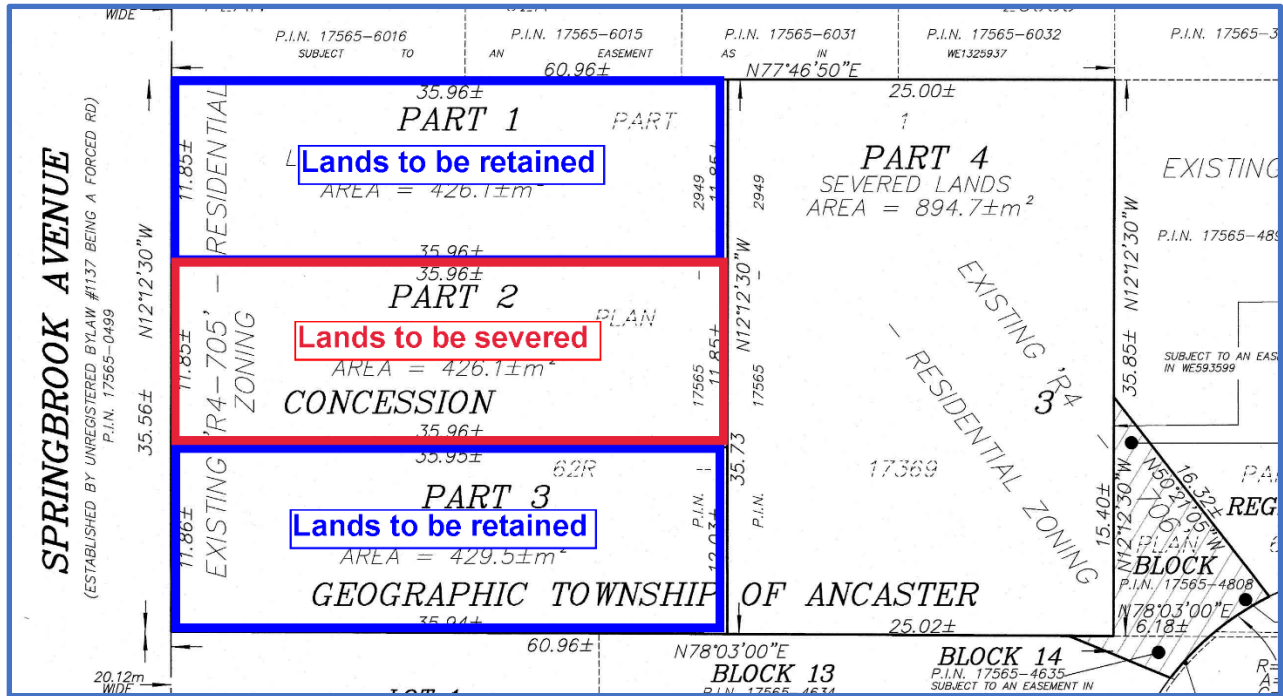 WIDE
P.I.N. 17565-6016
P.I.N. 17565-6015
P.I.N. 17565-6031
P.I.N. 17565-6032
SUBJECT TO AN EASEMENT AS IN WE1325937
60.96±
N77°46'50"E
35.96±
25.00±
PART 1
PART
1
Lands to be retained
AREA = 426.1±m²
11.85±
11.85±
35.96±
2949
2949
PART 4
SEVERED LANDS
AREA = 894.7±m²
EXISTING
SPRINGBROOK AVENUE
(ESTABLISHED BY UNREGISTERED BYLAW #1137 BEING A FORCED RD)
P.I.N. 17565-0499
N12°12'30"W
35.56±
EXISTING 'R4-705' – RESIDENTIAL
ZONING
35.96±
PART 2
PLAN
Lands to be severed
AREA = 426.1±m²
11.85±
11.85±
CONCESSION
35.96±
17565
17565
N12°12'30"W
35.73
EXISTING 'R4
– RESIDENTIAL ZONING
3
N12°12'30"W
35.85±
SUBJECT TO AN
IN WE593599
35.95±
62R
17369
PART 3
Lands to be retained
AREA = 429.5±m²
11.86±
12.03±
P.I.N.
P.I.N.
GEOGRAPHIC TOWNSHIP OF ANCASTER
35.94±
25.02±
15.40±
N12°12'30"W
N50°21'05"W
16.32±
PLAN
BLOCK
P.I.N. 17565-4808
N78°03'00"E
6.18±
60.96±
N78°03'00"E
BLOCK 13
BLOCK 14
P.I.N. 17565-4635
SUBJECT TO AN EASEMENT IN
20.12m
WIDE